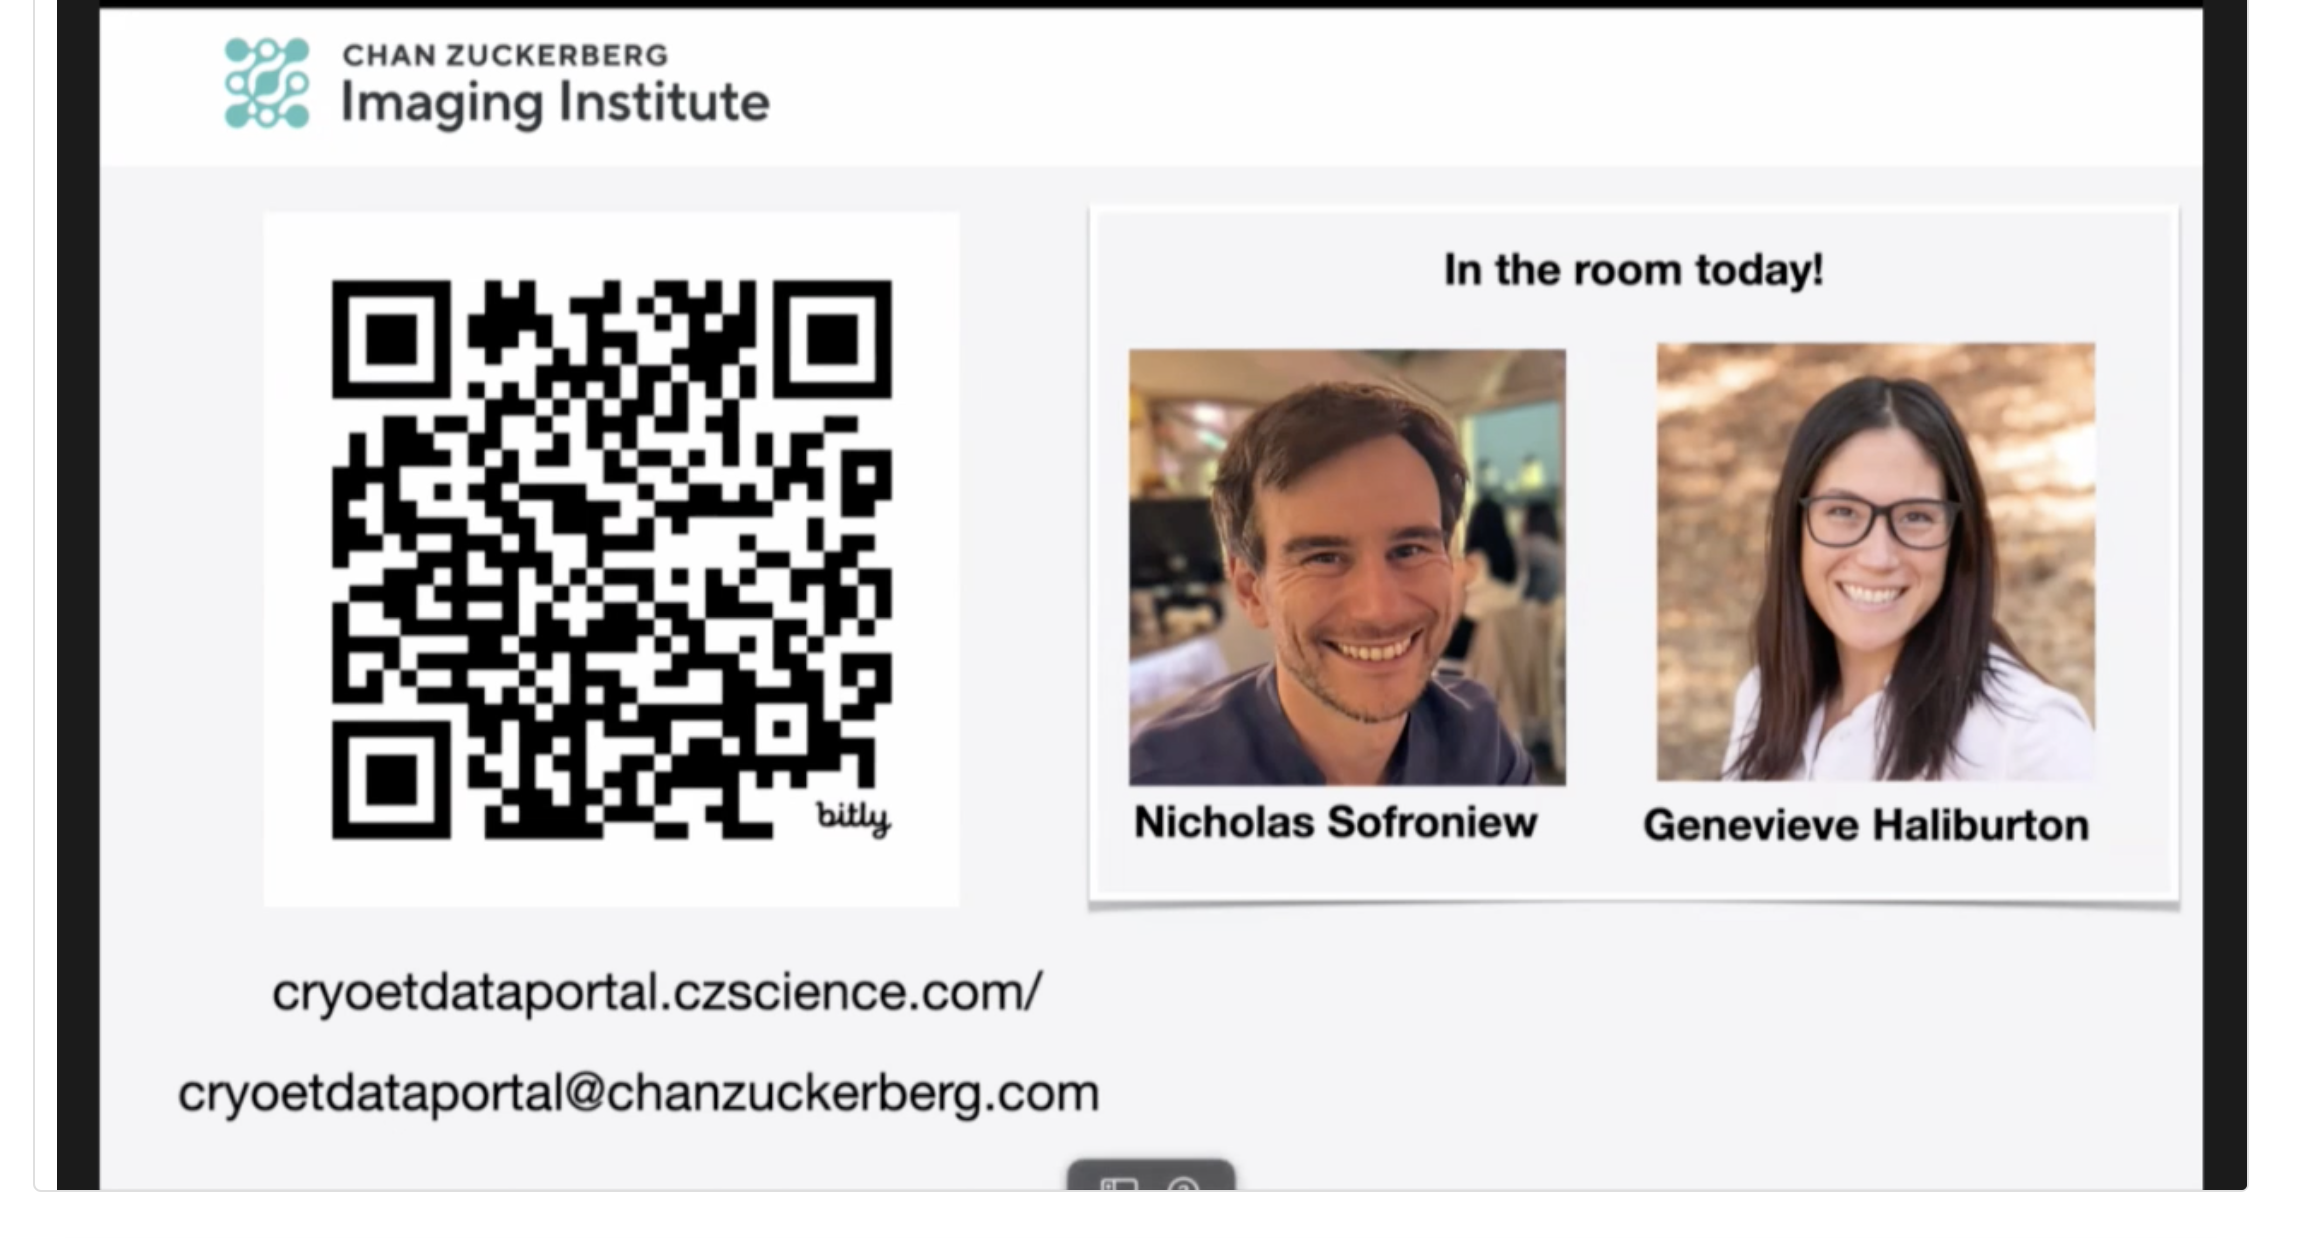 CHAN ZUCKERBERG
Imaging Institute
In the room today!
bitly
Nicholas Sofroniew
Genevieve Haliburton
cryoetdataportal.czscience.com/
cryoetdataportal@chanzuckerberg.com